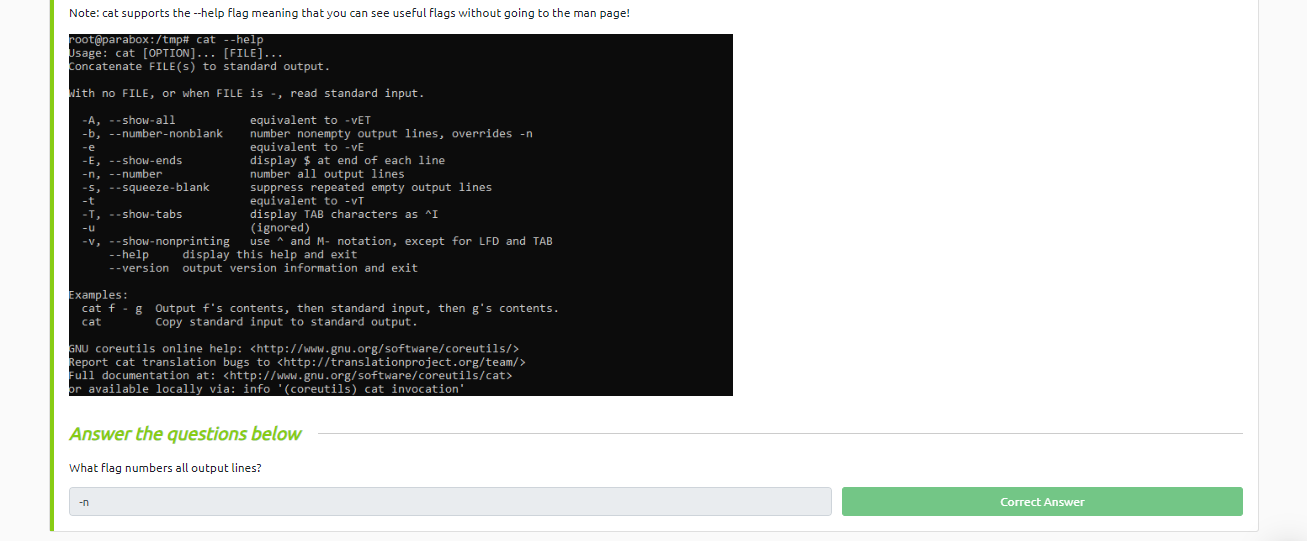 Note: cat supports the --help flag meaning that you can see useful flags without going to the man page!
root@parabox:/tmp# cat --help
Usage: cat [OPTION]... [FILE]...
Concatenate FILE(s) to standard output.
With no FILE, or when FILE is -, read standard input.
-A, --show-all equivalent to -vET
-b, --number-nonblank number nonempty output lines, overrides -n
-e equivalent to -vE
-E, --show-ends display $ at end of each line
-n, --number number all output lines
-s, --squeeze-blank suppress repeated empty output lines
-t equivalent to -vT
-T, --show-tabs display TAB characters as ^I
-u (ignored)
-v, --show-nonprinting use ^ and M- notation, except for LFD and TAB
--help display this help and exit
--version output version information and exit
Examples:
cat f - g Output f's contents, then standard input, then g's contents.
cat Copy standard input to standard output.
GNU coreutils online help: <http://www.gnu.org/software/coreutils/>
Report cat translation bugs to <http://translationproject.org/team/>
Full documentation at: <http://www.gnu.org/software/coreutils/cat>
or available locally via: info '(coreutils) cat invocation'
Answer the questions below
What flag numbers all output lines?
-n
Correct Answer